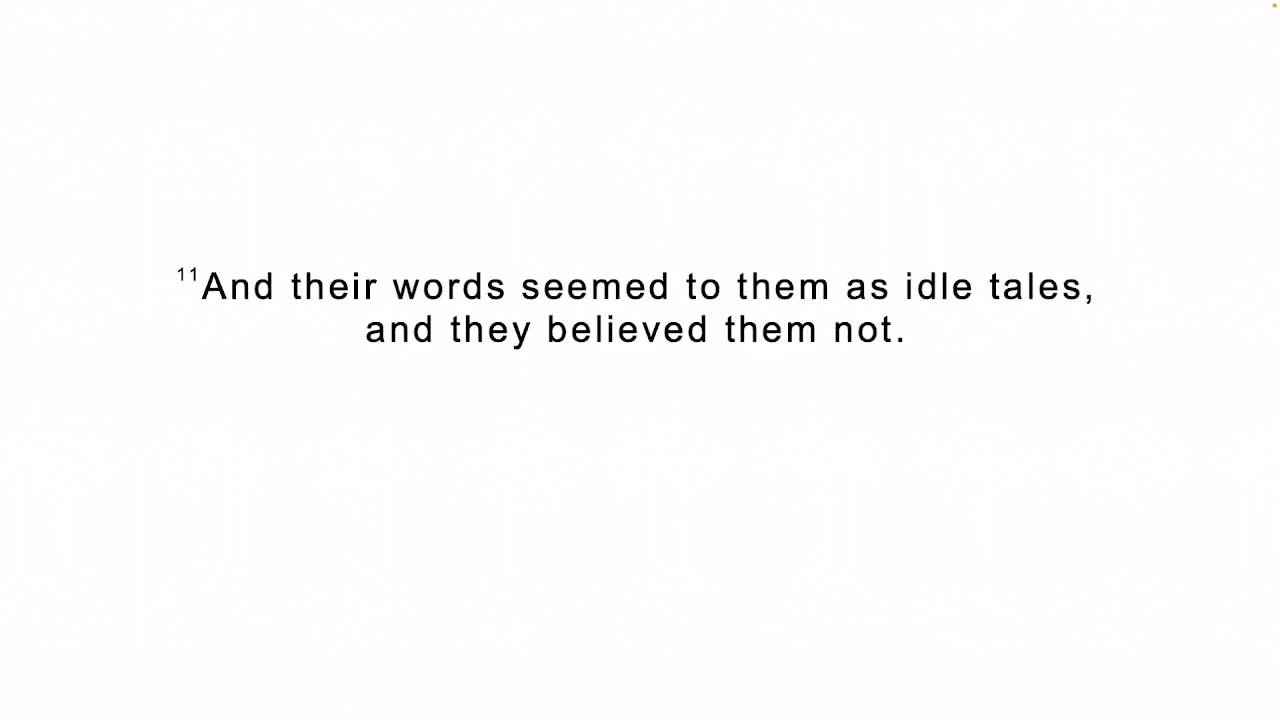 11And their words seemed to them as idle tales,
and they believed them not.